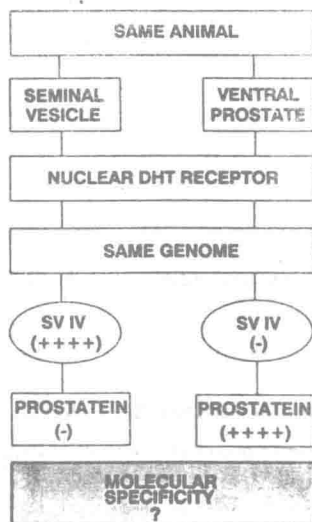 SAME ANIMAL
SEMINAL VESICLE
VENTRAL PROSTATE
NUCLEAR DHT RECEPTOR
SAME GENOME
SV IV (++++)
SV IV (-)
PROSTATEIN (-)
PROSTATEIN (++++)
MOLECULAR
SPECIFICITY
?